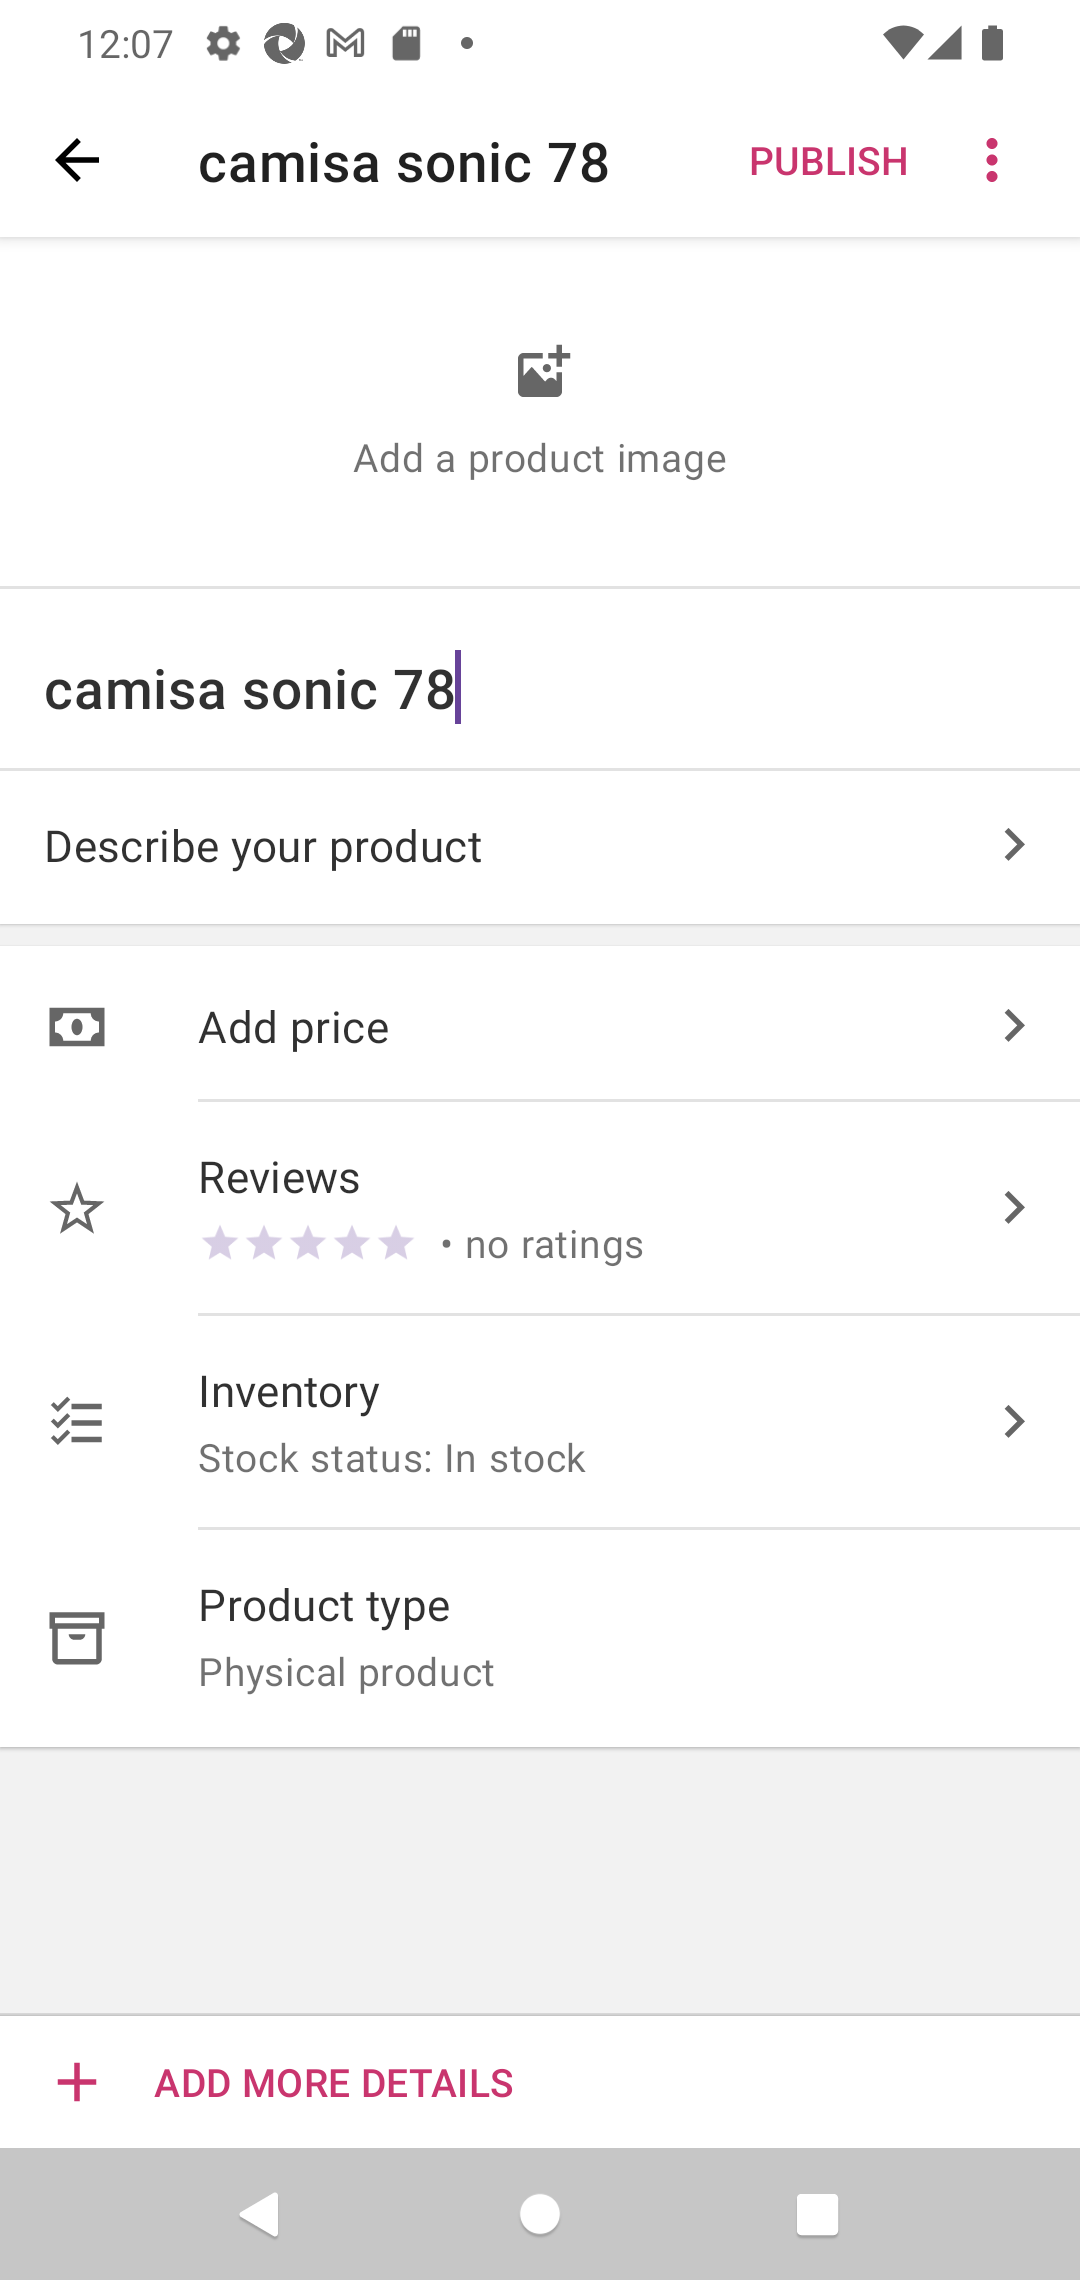 12:07
camisa sonic 78
PUBLISH
Add a product image
camisa sonic 78
Describe your product
Add price
Reviews
• no ratings
Inventory
Stock status: In stock
Product type
Physical product
ADD MORE DETAILS